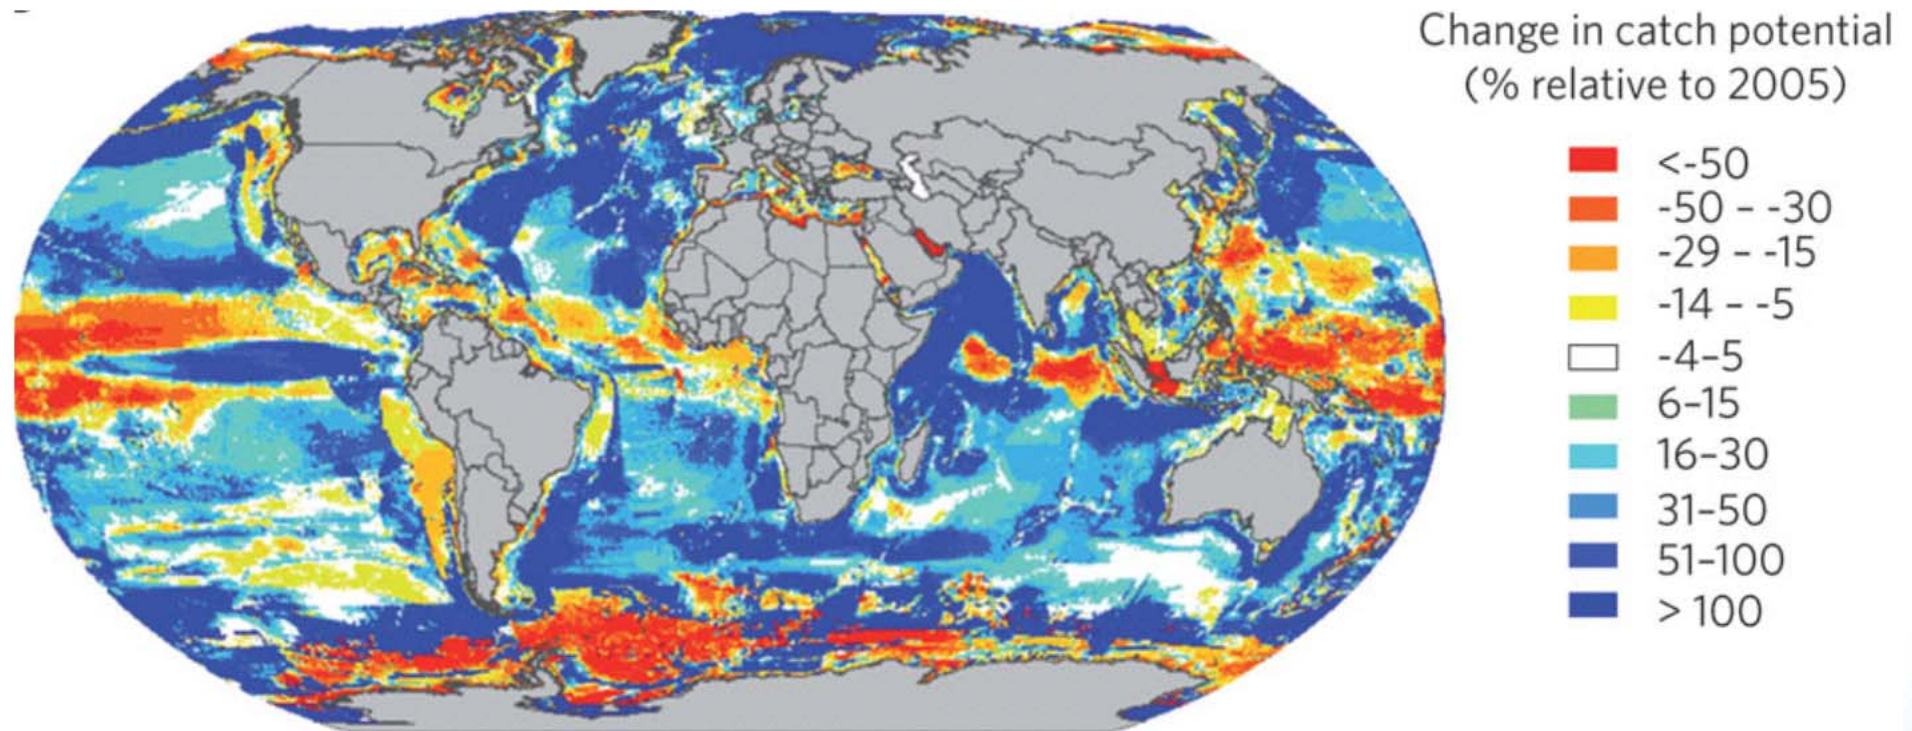 Change in catch potential
(% relative to 2005)
<-50
-50 – -30
-29 – -15
-14 – -5
-4–5
6–15
16–30
31–50
51–100
> 100